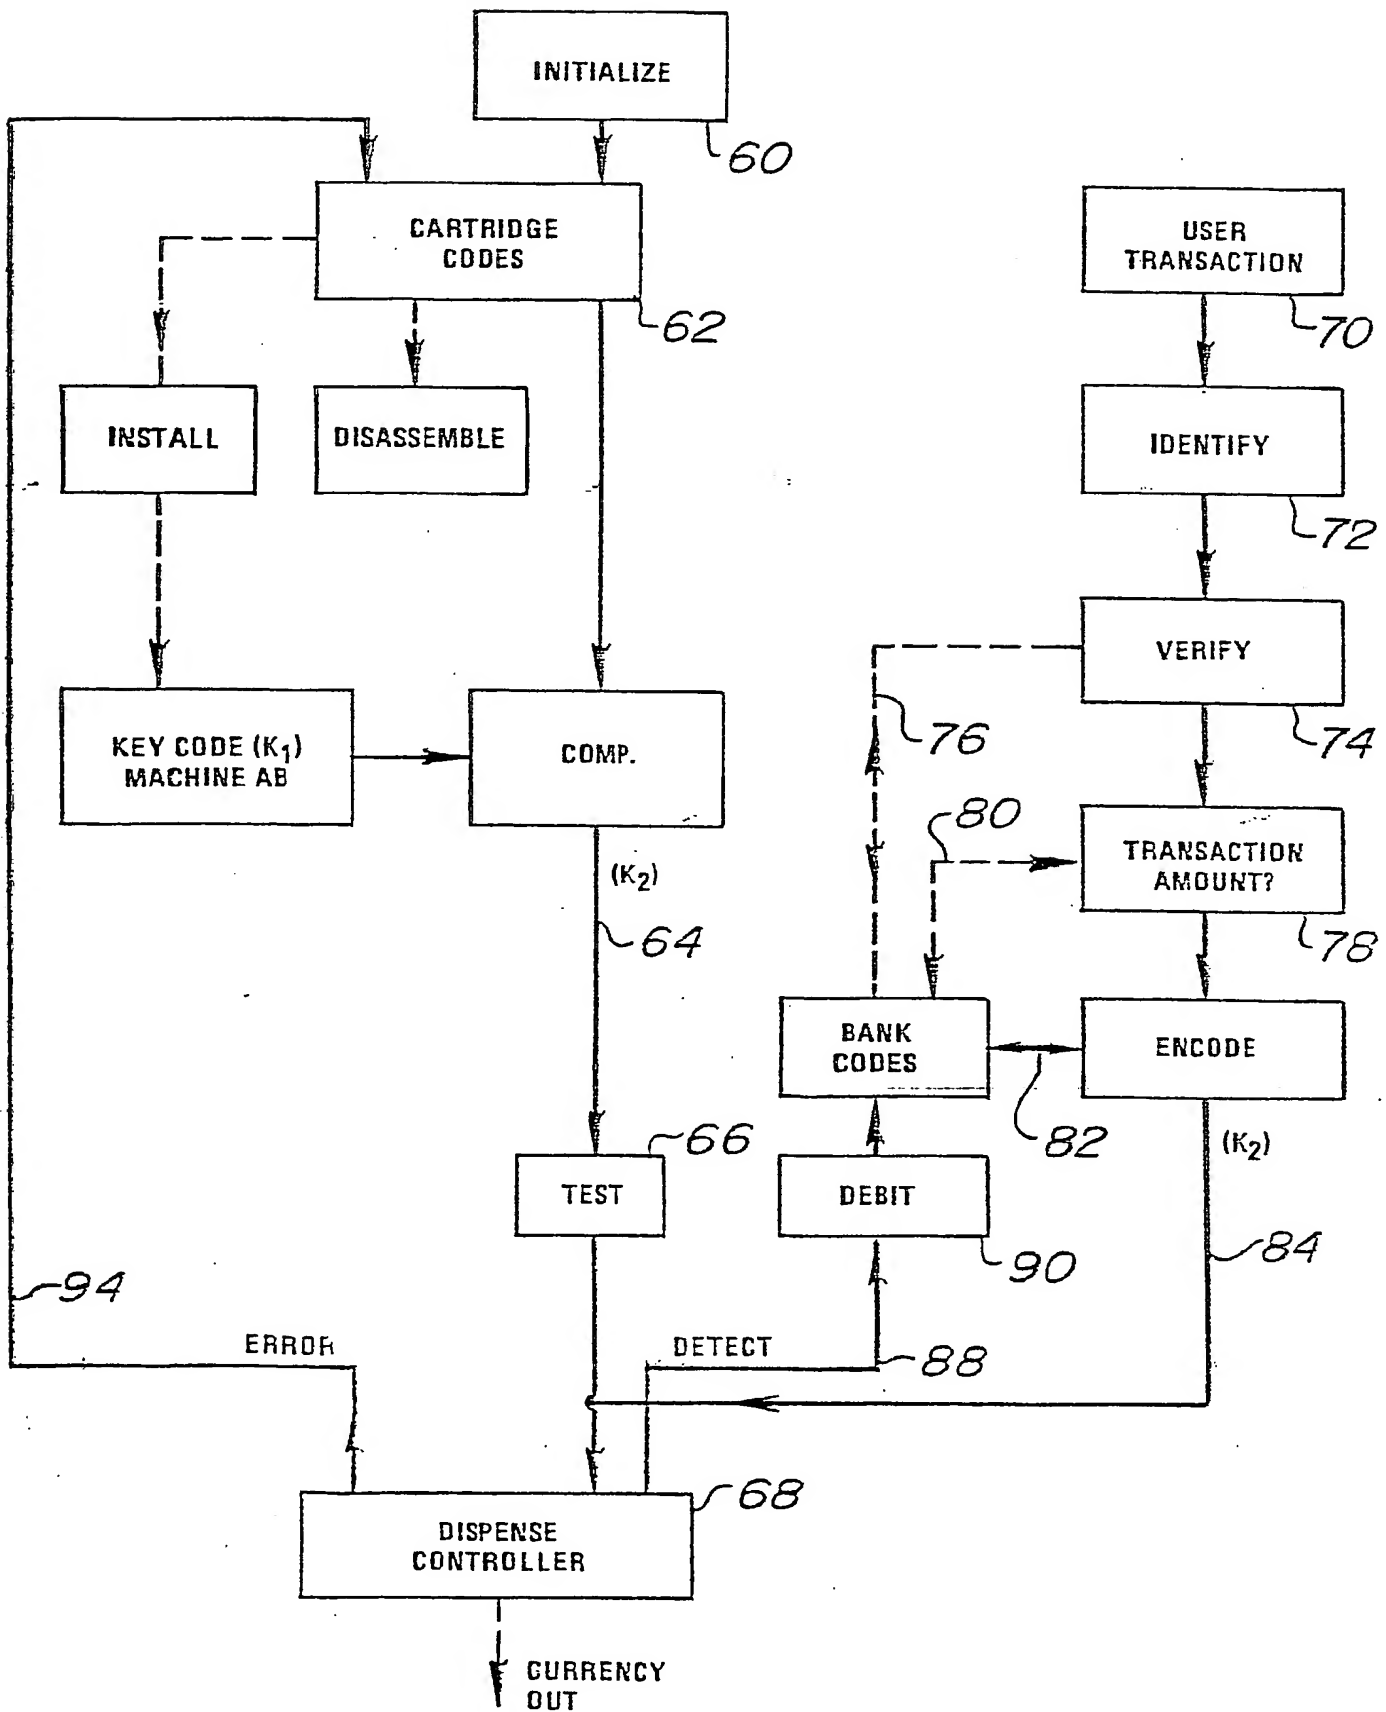 INITIALIZE
60
CARTRIDGE
CODES
62
USER
TRANSACTION
70
INSTALL
DISASSEMBLE
IDENTIFY
72
VERIFY
74
76
KEY CODE (K1)
MACHINE AB
COMP.
80
TRANSACTION
AMOUNT?
78
(K2)
64
BANK
CODES
ENCODE
82
(K2)
66
TEST
DEBIT
90
84
94
ERROR
DETECT
88
68
DISPENSE
CONTROLLER
CURRENCY
OUT